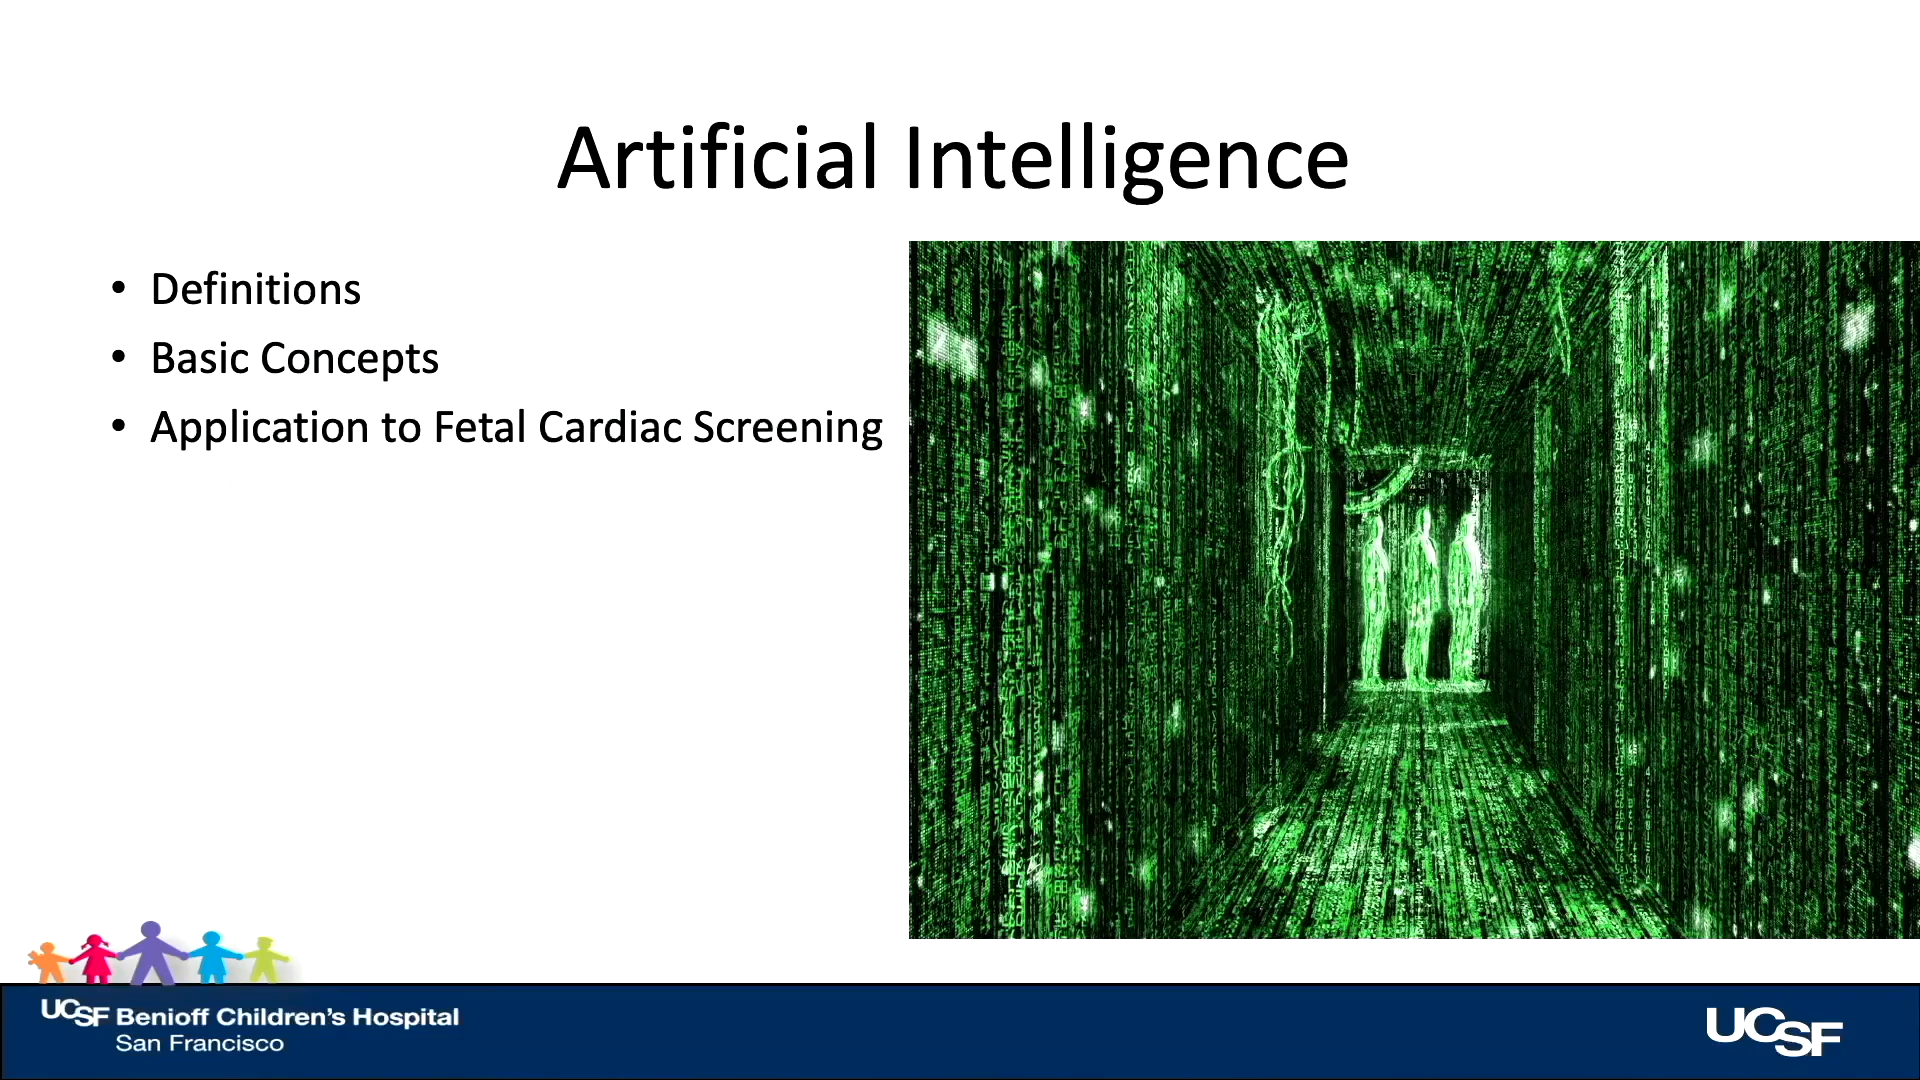 Artificial Intelligence
• Definitions
• Basic Concepts
• Application to Fetal Cardiac Screening
UCSF Benioff Children's Hospital
San Francisco
UCSF